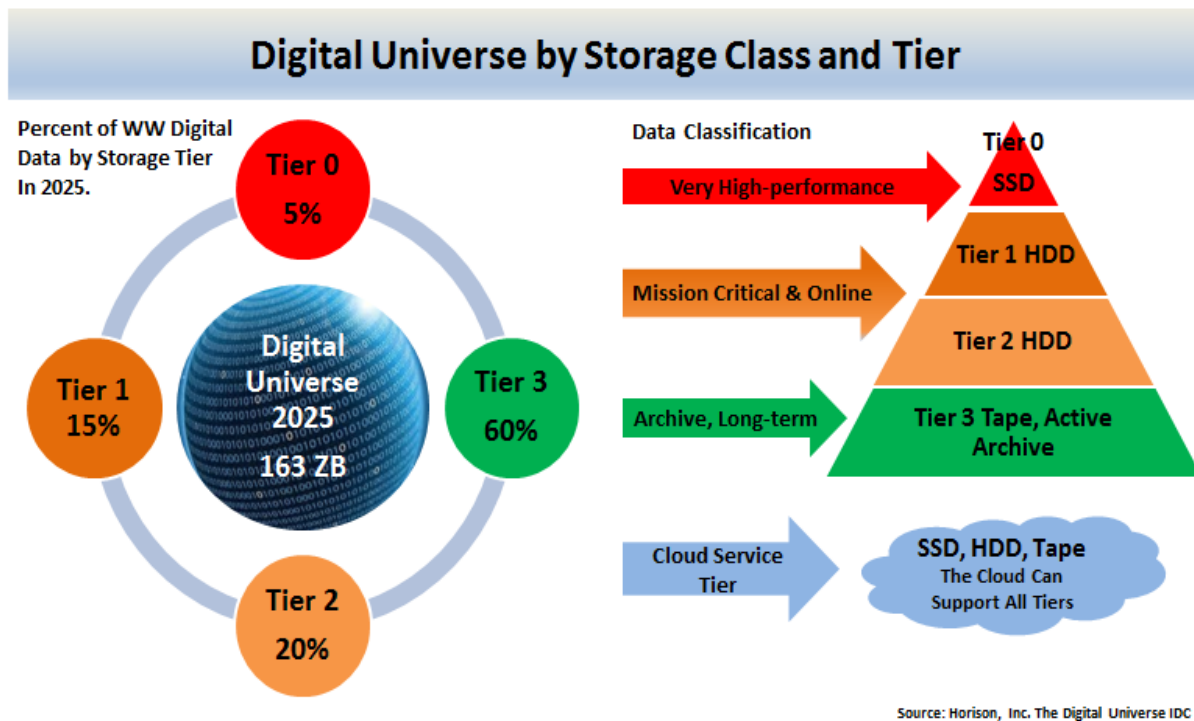 Digital Universe by Storage Class and Tier
Percent of WW Digital
Data by Storage Tier
In 2025.
Tier 0
5%
Tier 1
15%
Digital
Universe
2025
163 ZB
Tier 3
60%
Tier 2
20%
Data Classification
Very High-performance
Mission Critical & Online
Archive, Long-term
Cloud Service
Tier
Tier 0
SSD
Tier 1 HDD
Tier 2 HDD
Tier 3 Tape, Active
Archive
SSD, HDD, Tape
The Cloud Can
Support All Tiers
Source: Horison, Inc. The Digital Universe IDC